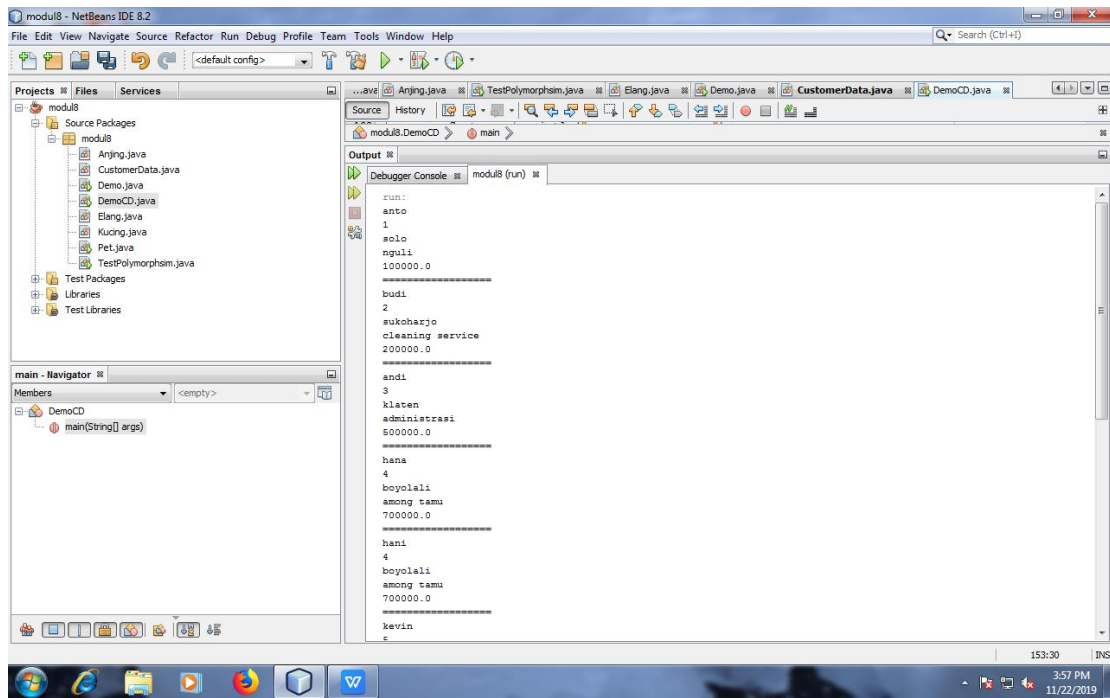 modul8 - NetBeans IDE 8.2
File Edit View Navigate Source Refactor Run Debug Profile Team Tools Window Help
Search (Ctrl+I)
<default config>
Projects Files Services
...ava Anjing.java TestPolymorphsim.java Elang.java Demo.java CustomerData.java DemoCD.java
modul8
Source Packages
modul8
Anjing.java
CustomerData.java
Demo.java
DemoCD.java
Elang.java
Kucing.java
Pet.java
TestPolymorphsim.java
Test Packages
Libraries
Test Libraries
Source History
modul8.DemoCD main
Output
Debugger Console modul8 (run)
run:
anto
1
solo
nguli
100000.0
==================
budi
2
sukoharjo
cleaning service
200000.0
==================
andi
3
klaten
administrasi
500000.0
==================
hana
4
boyolali
among tamu
700000.0
==================
hani
4
boyolali
among tamu
700000.0
==================
kevin
main - Navigator
Members <empty>
DemoCD
main(String[] args)
153:30 INS
3:57 PM
11/22/2019